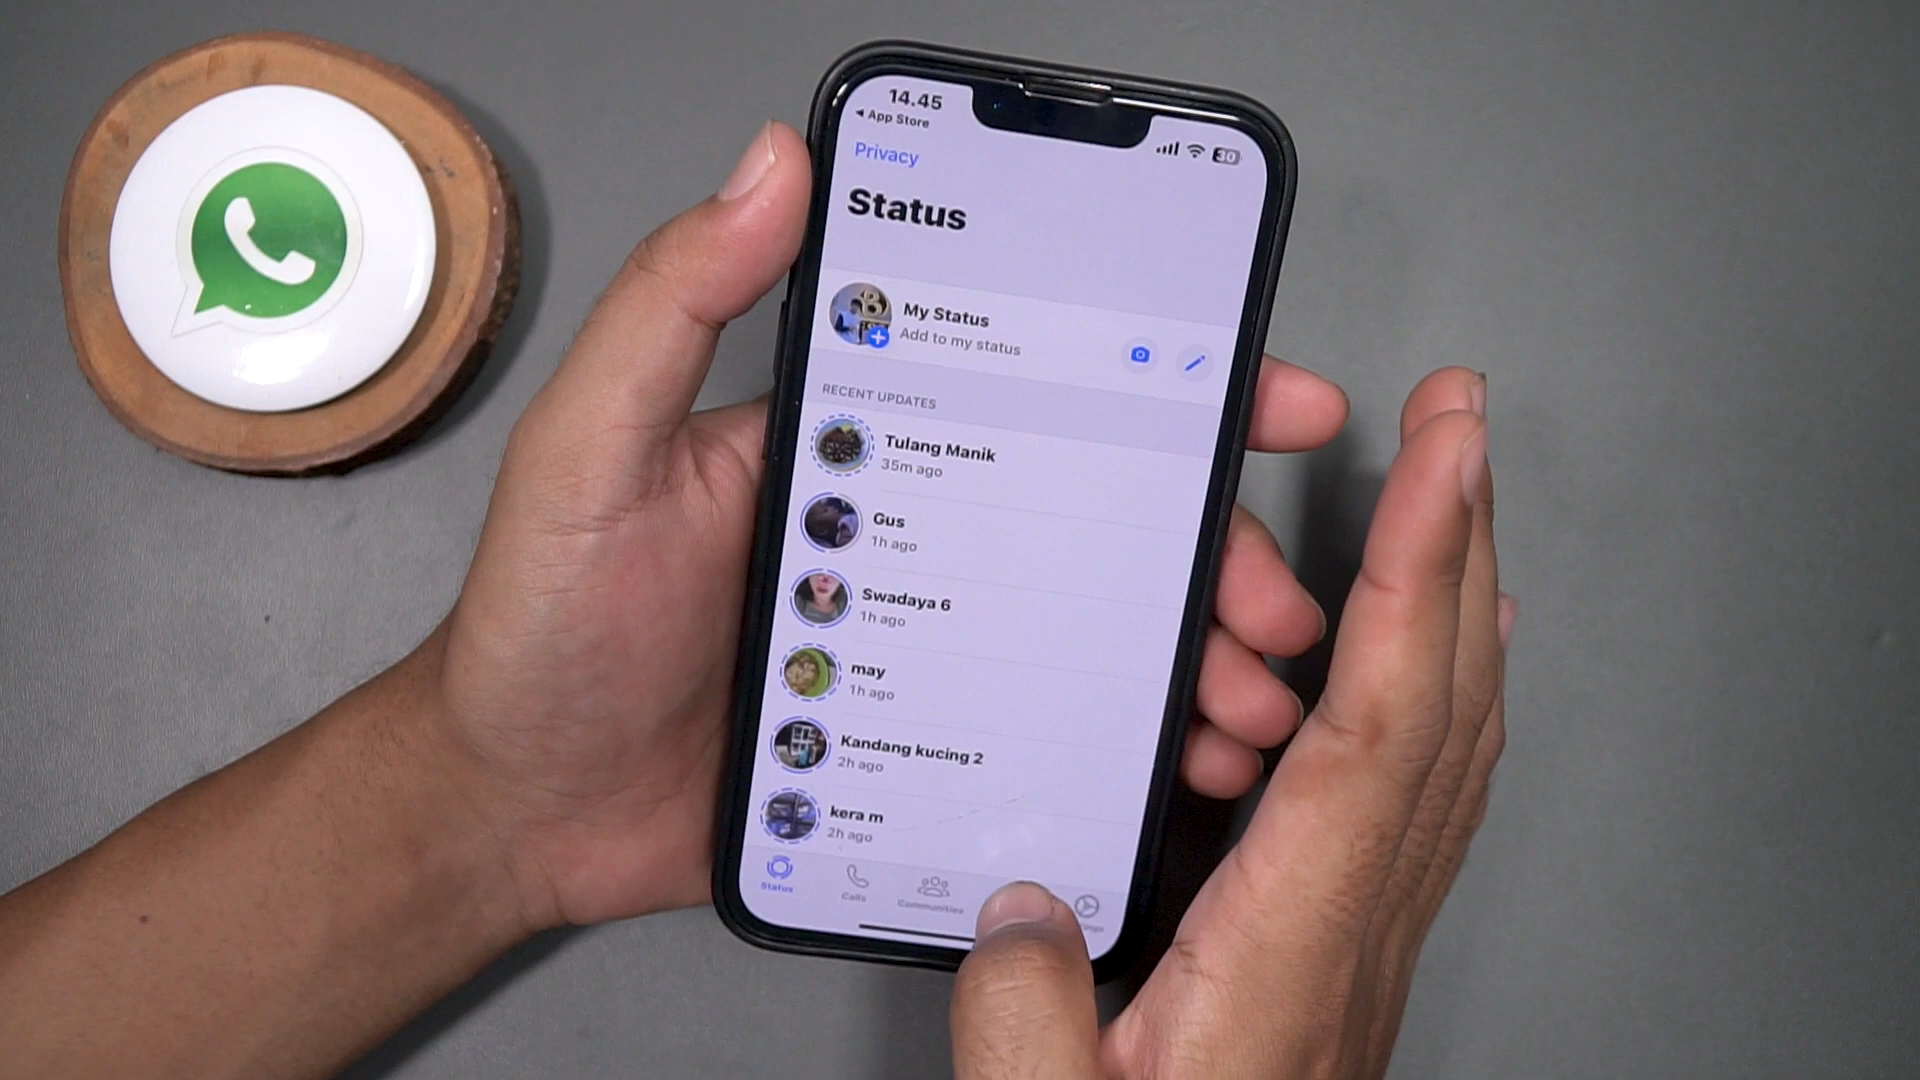 14.45
◂ App Store
30
Privacy
Status
My Status
Add to my status
RECENT UPDATES
Tulang Manik
35m ago
Gus
1h ago
Swadaya 6
1h ago
may
1h ago
Kandang kucing 2
2h ago
kera m
2h ago
Status
Calls
Communities